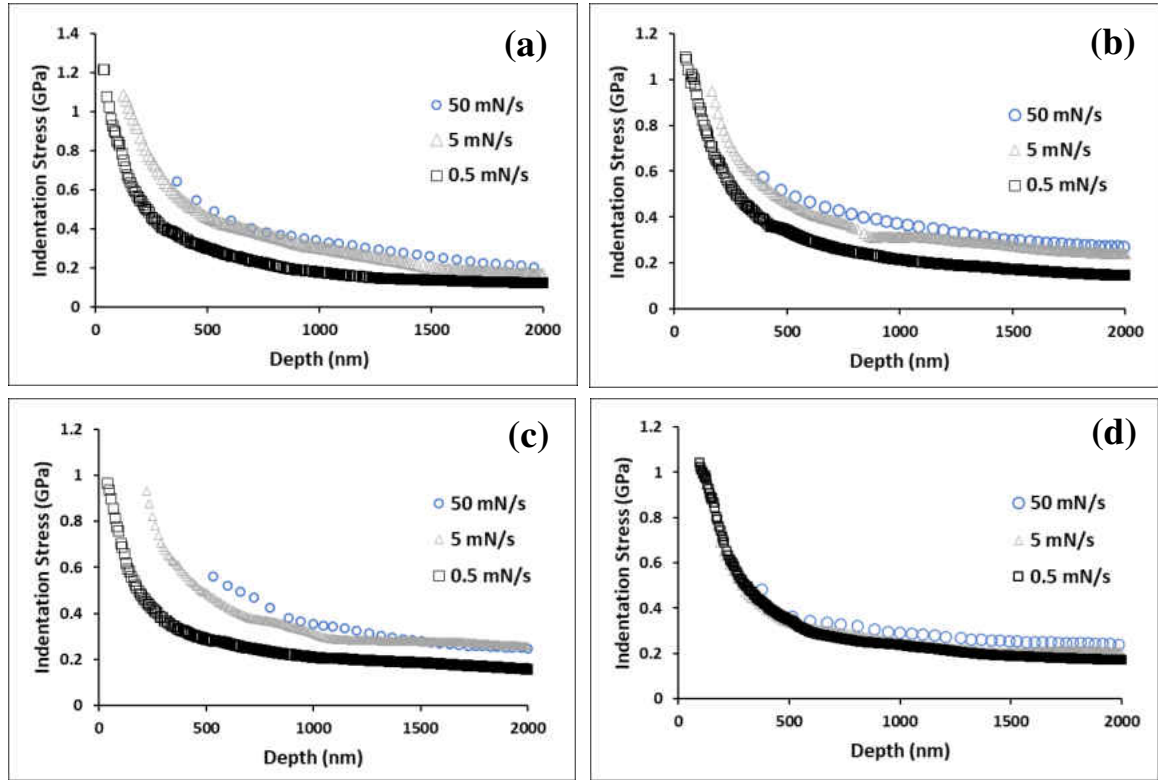 (a)
Indentation Stress (GPa)
1.4
1.2
1
0.8
0.6
0.4
0.2
0
0 500 1000 1500 2000
Depth (nm)
50 mN/s
5 mN/s
0.5 mN/s
(b)
Indentation Stress (GPa)
1.2
1
0.8
0.6
0.4
0.2
0
0 500 1000 1500 2000
Depth (nm)
50 mN/s
5 mN/s
0.5 mN/s
(c)
Indentation Stress (GPa)
1.2
1
0.8
0.6
0.4
0.2
0
0 500 1000 1500 2000
Depth (nm)
50 mN/s
5 mN/s
0.5 mN/s
(d)
Indentation Stress (GPa)
1.2
1
0.8
0.6
0.4
0.2
0
0 500 1000 1500 2000
Depth (nm)
50 mN/s
5 mN/s
0.5 mN/s